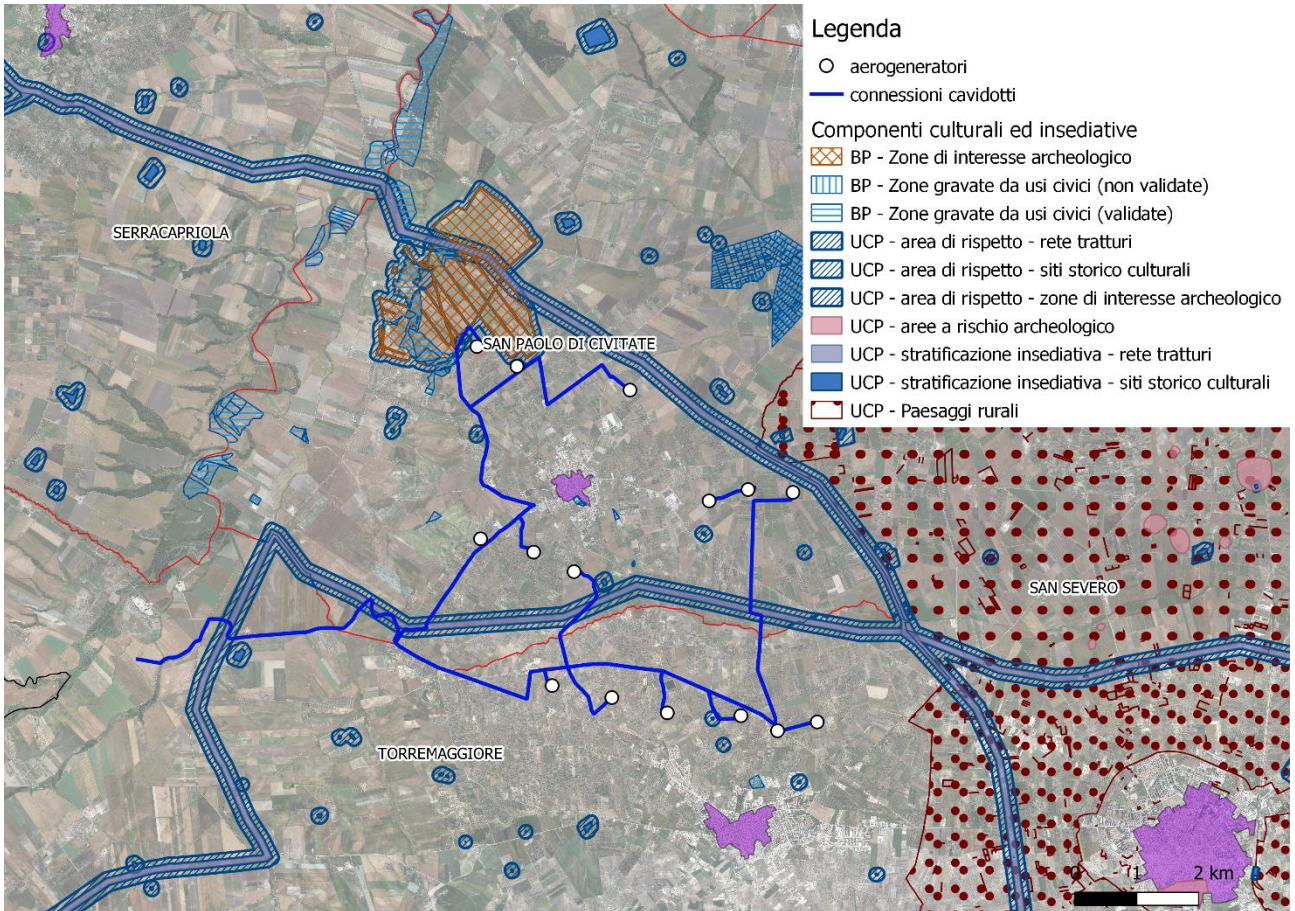 Legenda
aerogeneratori
connessioni cavidotti
Componenti culturali ed insediative
BP - Zone di interesse archeologico
BP - Zone gravate da usi civici (non validate)
BP - Zone gravate da usi civici (validate)
UCP - area di rispetto - rete tratturi
UCP - area di rispetto - siti storico culturali
UCP - area di rispetto - zone di interesse archeologico
UCP - aree a rischio archeologico
UCP - stratificazione insediativa - rete tratturi
UCP - stratificazione insediativa - siti storico culturali
UCP - Paesaggi rurali
SERRACAPRIOLA
SAN PAOLO DI CIVITATE
SAN SEVERO
TORREMAGGIORE
0 1 2 km